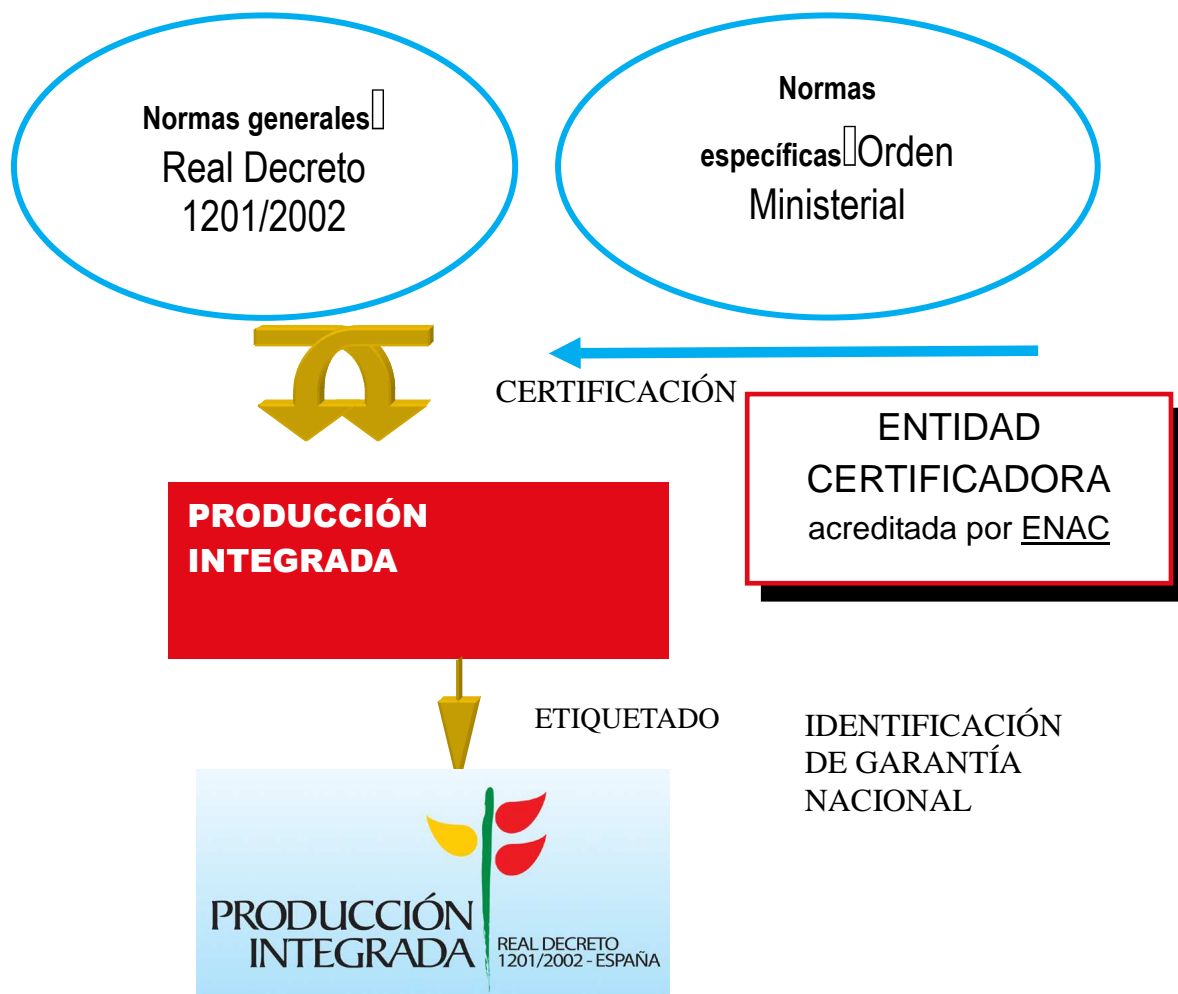 Normas generales
Real Decreto
1201/2002
Normas
específicas Orden
Ministerial
CERTIFICACIÓN
ENTIDAD
CERTIFICADORA
acreditada por ENAC
PRODUCCIÓN
INTEGRADA
ETIQUETADO
IDENTIFICACIÓN
DE GARANTÍA
NACIONAL
PRODUCCIÓN
INTEGRADA
REAL DECRETO
1201/2002 - ESPAÑA